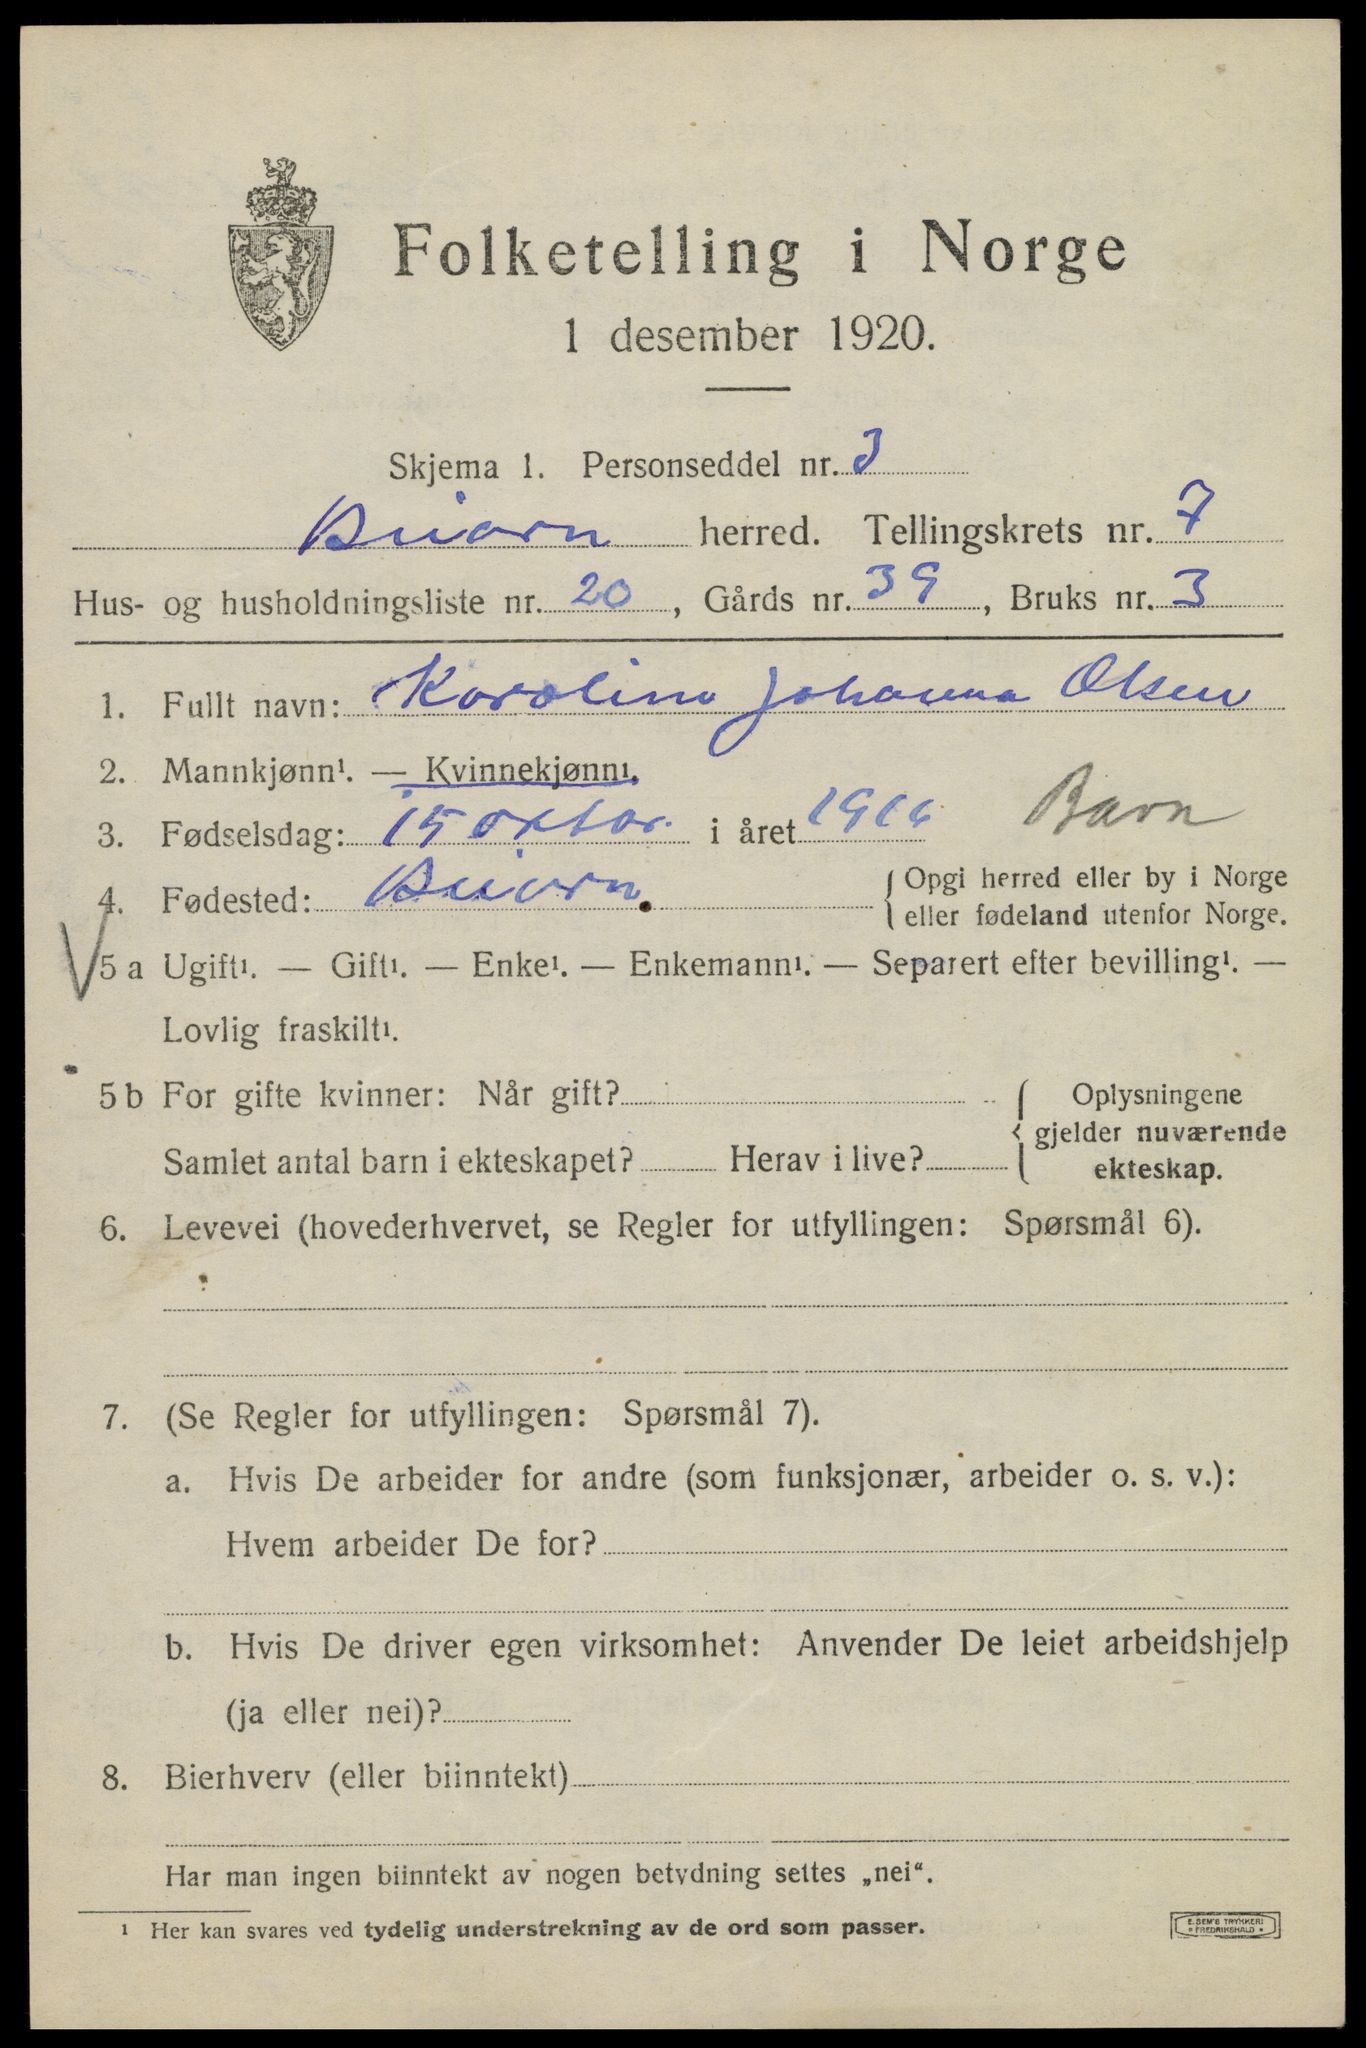 Folketelling i Norge
1 desember 1920.
Skjema 1. Personseddel nr. 3
Buiarn herred. Tellingskrets nr. 7
Hus- og husholdningsliste nr. 20, Gårds nr. 39, Bruks nr. 3
1. Fullt navn: Karoline Johanna Olsen
2. Mannkjønn¹. — Kvinnekjønn¹.
3. Fødselsdag: 15 oktbr. i året 1916 Barn
4. Fødested: Buiarn. Opgi herred eller by i Norge
eller fødeland utenfor Norge.
5 a Ugift¹. — Gift¹. — Enke¹. — Enkemann¹. — Separert efter bevilling¹. —
Lovlig fraskilt¹.
5 b For gifte kvinner: Når gift? Oplysningene
gjelder nuværende
Samlet antal barn i ekteskapet? Herav i live? ekteskap.
6. Levevei (hovederhvervet, se Regler for utfyllingen: Spørsmål 6).
7. (Se Regler for utfyllingen: Spørsmål 7).
a. Hvis De arbeider for andre (som funksjonær, arbeider o. s. v.):
Hvem arbeider De for?
b. Hvis De driver egen virksomhet: Anvender De leiet arbeidshjelp
(ja eller nei)?
8. Bierhverv (eller biinntekt)
Har man ingen biinntekt av nogen betydning settes „nei“.
¹ Her kan svares ved tydelig understrekning av de ord som passer.
E. SEM'S TRYKKERI
FREDRIKSHALD